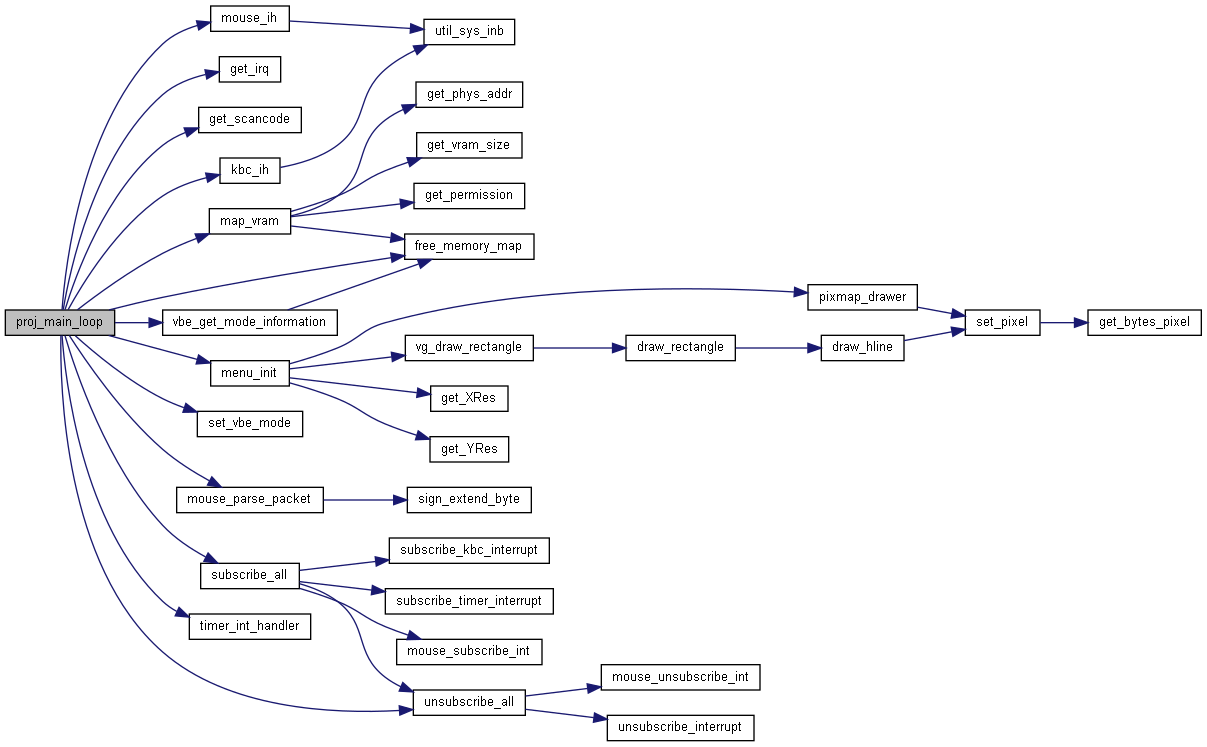 mouse_ih
util_sys_inb
get_irq
get_phys_addr
get_scancode
get_vram_size
kbc_ih
get_permission
map_vram
free_memory_map
pixmap_drawer
proj_main_loop
vbe_get_mode_information
set_pixel
get_bytes_pixel
vg_draw_rectangle
draw_rectangle
draw_hline
menu_init
get_XRes
set_vbe_mode
get_YRes
mouse_parse_packet
sign_extend_byte
subscribe_kbc_interrupt
subscribe_all
subscribe_timer_interrupt
timer_int_handler
mouse_subscribe_int
mouse_unsubscribe_int
unsubscribe_all
unsubscribe_interrupt